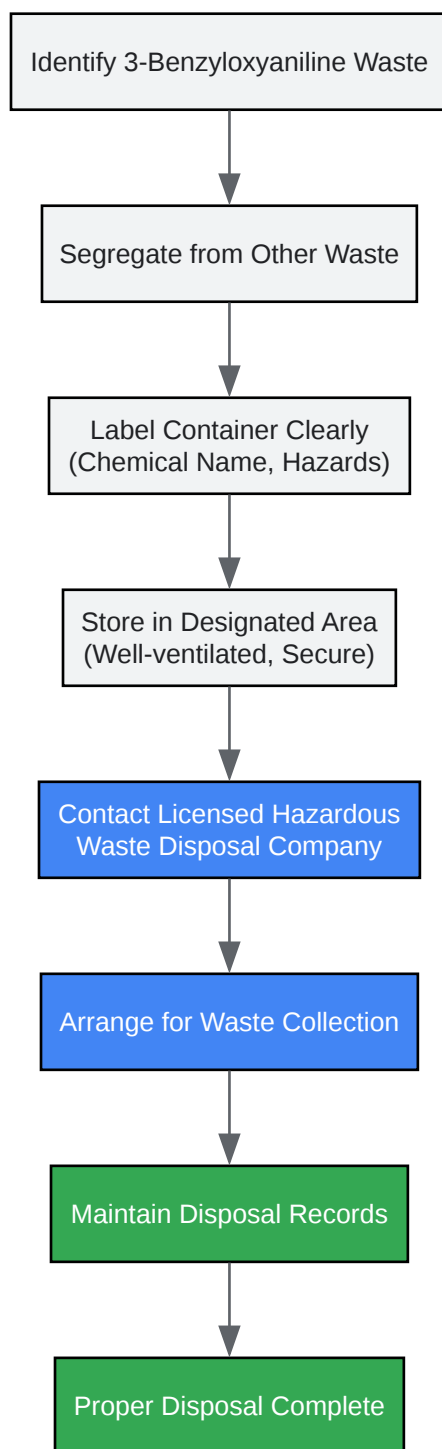 Identify 3-Benzyloxyaniline Waste
Segregate from Other Waste
Label Container Clearly
(Chemical Name, Hazards)
Store in Designated Area
(Well-ventilated, Secure)
Contact Licensed Hazardous
Waste Disposal Company
Arrange for Waste Collection
Maintain Disposal Records
Proper Disposal Complete